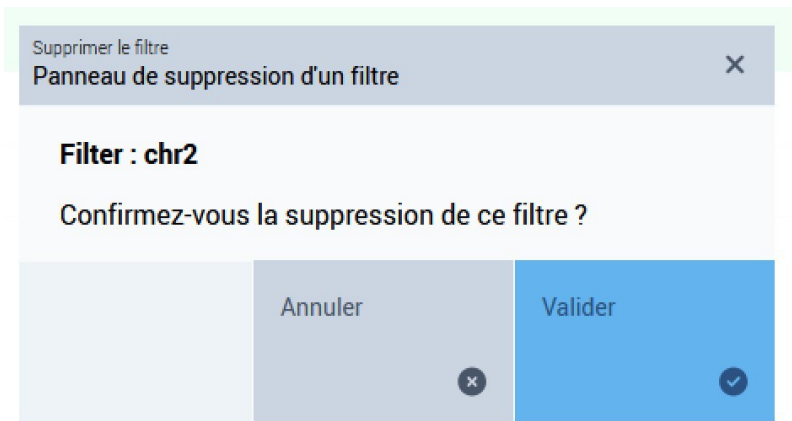 Supprimer le filtre
Panneau de suppression d'un filtre
Filter : chr2
Confirmez-vous la suppression de ce filtre ?
Annuler
Valider